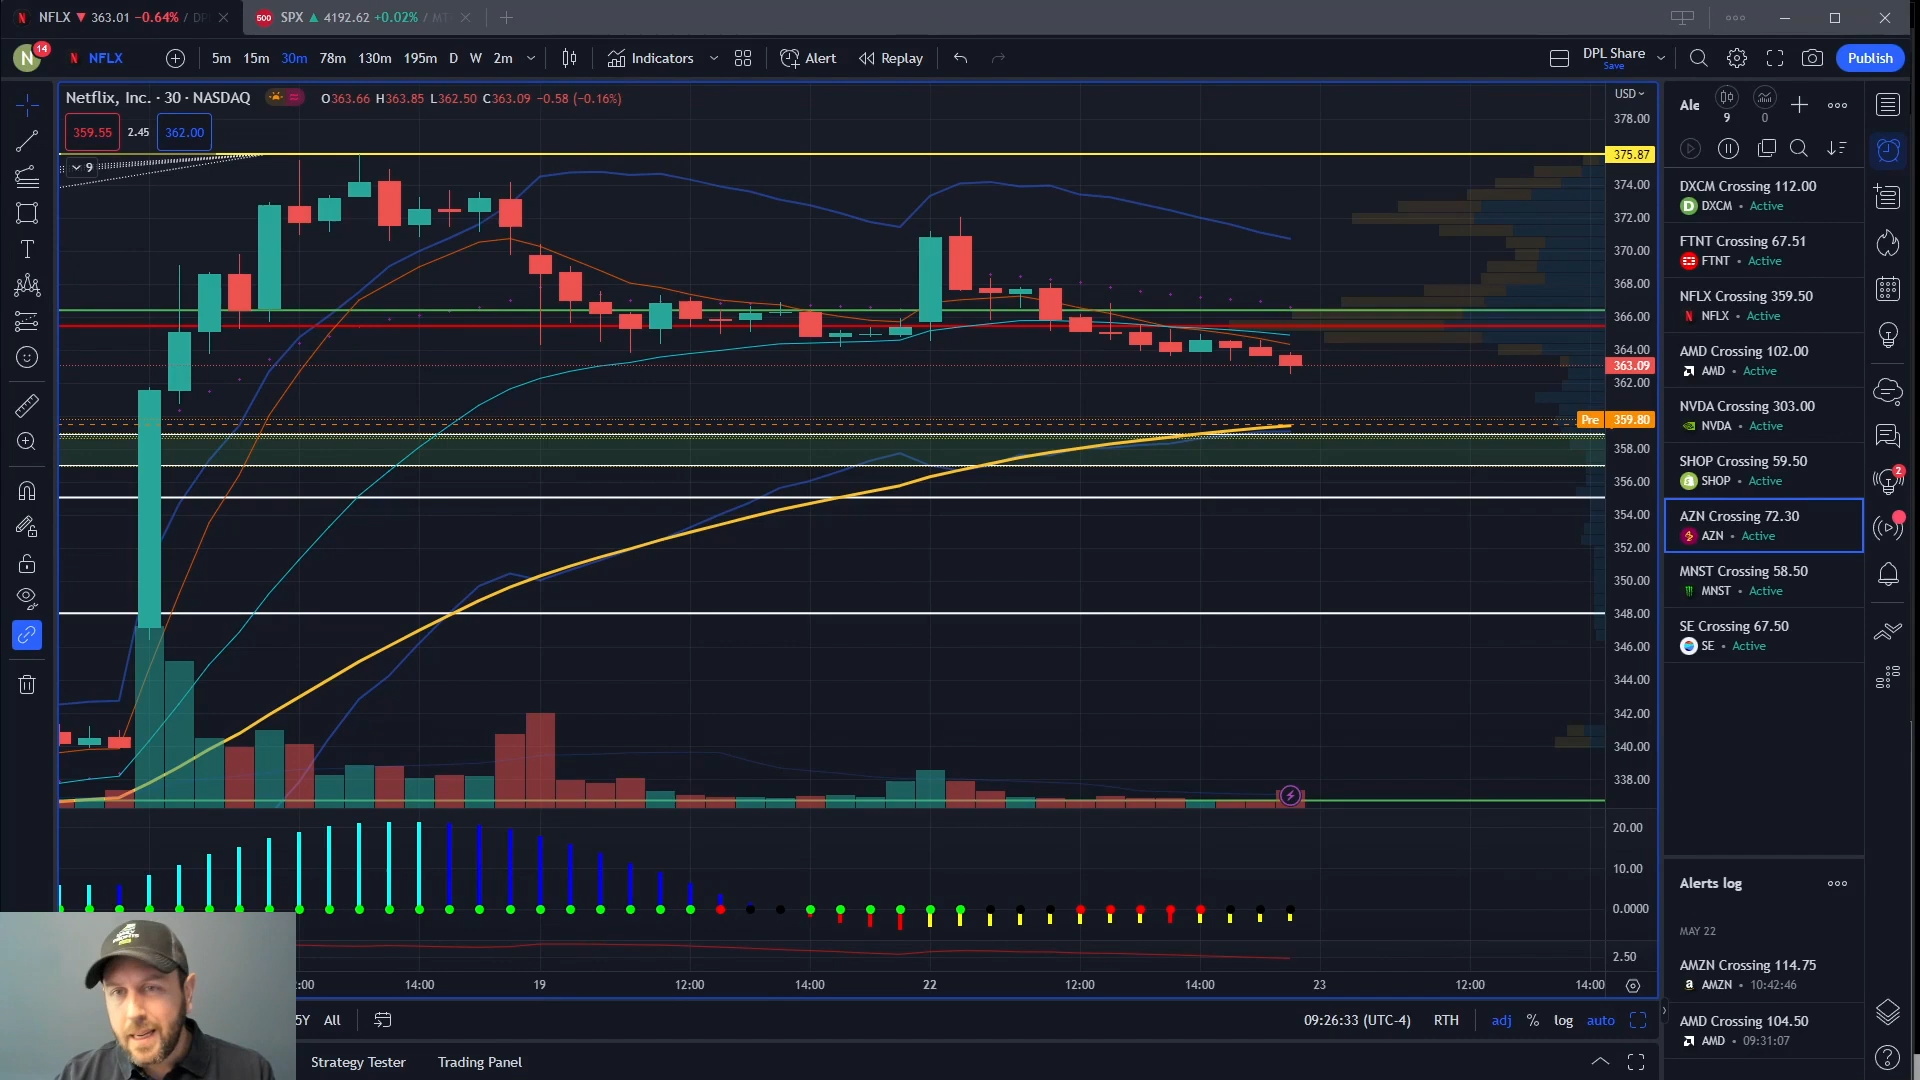 NFLX ▼ 363.01 −0.64% / DP
SPX ▲ 4192.62 +0.02% / MT
N 14 NFLX 5m 15m 30m 78m 130m 195m D W 2m Indicators Alert Replay DPL Share Save Publish
Netflix, Inc. · 30 · NASDAQ O363.66 H363.85 L362.50 C363.09 −0.58 (−0.16%)
359.55 2.45 362.00
9
USD
378.00
375.87
374.00
372.00
370.00
368.00
366.00
364.00
363.09
362.00
Pre 359.80
358.00
356.00
354.00
352.00
350.00
348.00
346.00
344.00
342.00
340.00
338.00
20.00
10.00
0.0000
2.50
:00 14:00 19 12:00 14:00 22 12:00 14:00 23 12:00 14:00
5Y All 09:26:33 (UTC-4) RTH adj % log auto
Strategy Tester Trading Panel
Ale 9 0
DXCM Crossing 112.00
DXCM • Active
FTNT Crossing 67.51
FTNT • Active
NFLX Crossing 359.50
NFLX • Active
AMD Crossing 102.00
AMD • Active
NVDA Crossing 303.00
NVDA • Active
SHOP Crossing 59.50
SHOP • Active
AZN Crossing 72.30
AZN • Active
MNST Crossing 58.50
MNST • Active
SE Crossing 67.50
SE • Active
Alerts log
MAY 22
AMZN Crossing 114.75
AMZN • 10:42:46
AMD Crossing 104.50
AMD • 09:31:07
2